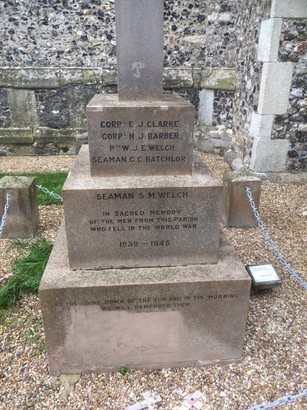 CORPL E. J. CLARKE.
CORPL H. J. BARBER.
PTE W. J. E. WELCH.
SEAMAN C. C. BATCHLOR.
SEAMAN S. M. WELCH.
IN SACRED MEMORY
OF THE MEN FROM THIS PARISH
WHO FELL IN THE WORLD WAR
1939 – 1945
AT THE GOING DOWN OF THE SUN AND IN THE MORNING
WE WILL REMEMBER THEM